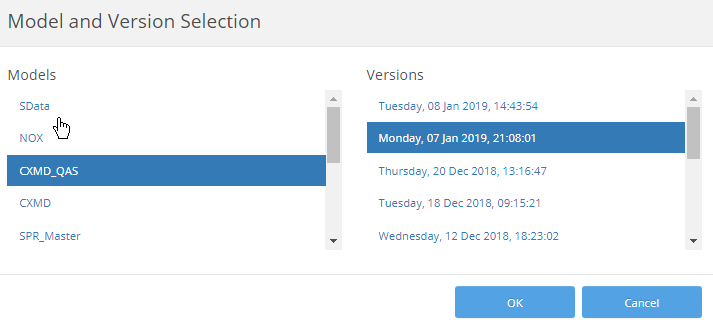 Model and Version Selection
Models
Versions
SData
Tuesday, 08 Jan 2019, 14:43:54
NOX
Monday, 07 Jan 2019, 21:08:01
CXMD_QAS
Thursday, 20 Dec 2018, 13:16:47
CXMD
Tuesday, 18 Dec 2018, 09:15:21
SPR_Master
Wednesday, 12 Dec 2018, 18:23:02
OK
Cancel